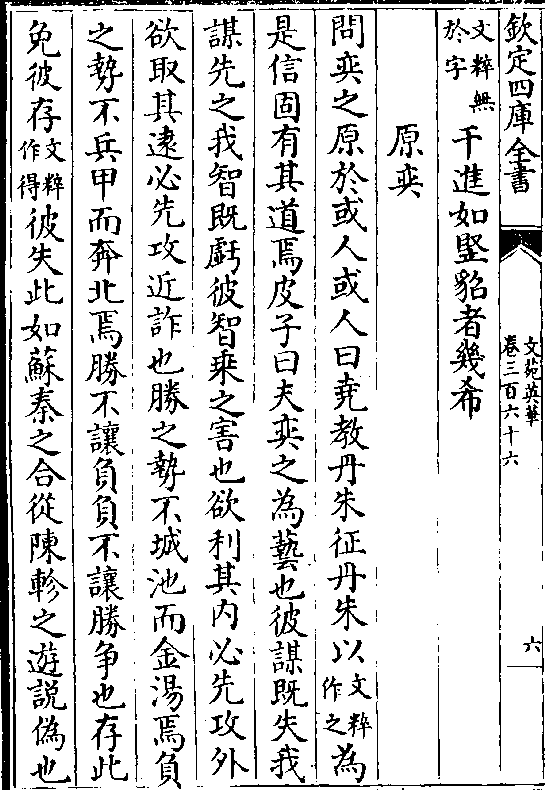 欽定四庫全書
文苑英華
卷三百六十六
六
文粹無
於字
干進如竪貂者幾希
原奕
問奕之原於或人或人曰堯教丹朱征丹朱以文粹作之為
是信固有其道焉皮子曰夫奕之為藝也彼謀既失我
謀先之我智既虧彼智乗之害也欲利其内必先攻外
欲取其逺必先攻近詐也勝之勢不城池而金湯焉負
之勢不兵甲而奔北焉勝不讓負負不讓勝争也存此
免彼存文粹作得彼失此如蘇秦之合從陳軫之遊説偽也